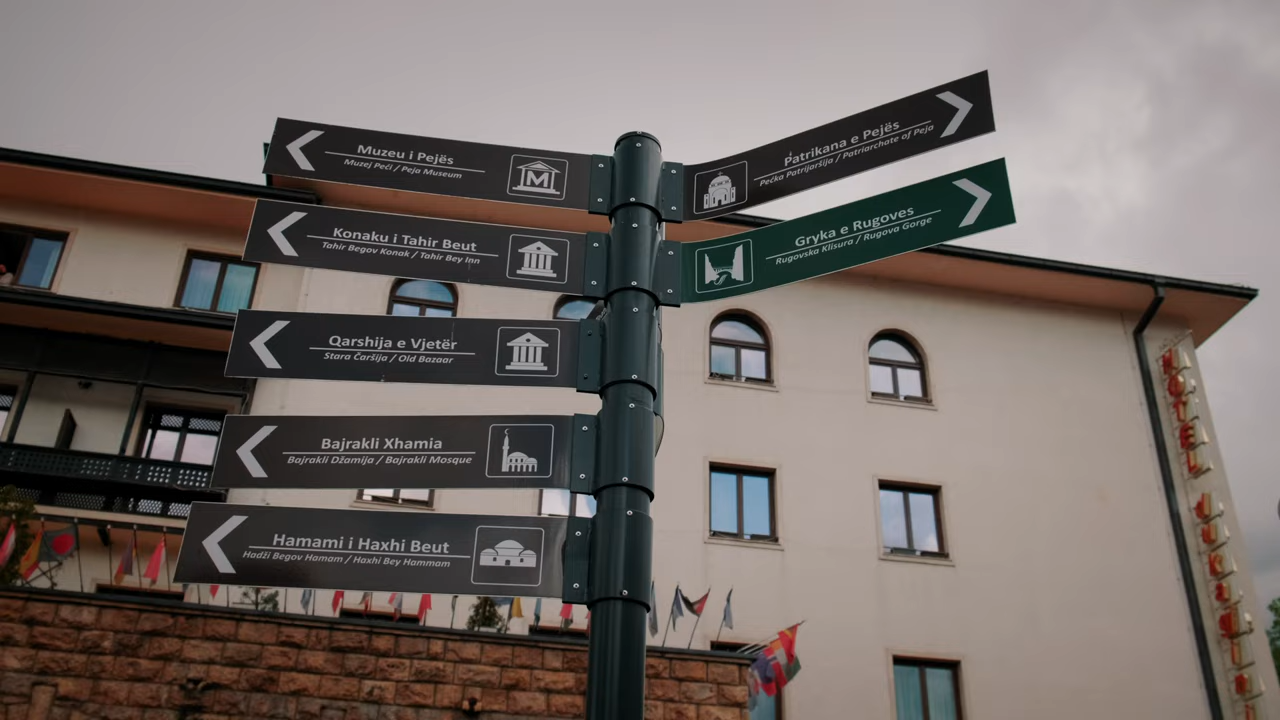 Muzeu i Pejës
Muzej Peći / Peja Museum
Konaku i Tahir Beut
Tahir Begov Konak / Tahir Bey Inn
Qarshija e Vjetër
Stara Čaršija / Old Bazaar
Bajrakli Xhamia
Bajrakli Džamija / Bajrakli Mosque
Hamami i Haxhi Beut
Hadži Begov Hamam / Haxhi Bey Hammam
Patrikana e Pejës
Pećka Patrijaršija / Patriarchate of Peja
Gryka e Rugoves
Rugovska Klisura / Rugova Gorge
M
HOTEL